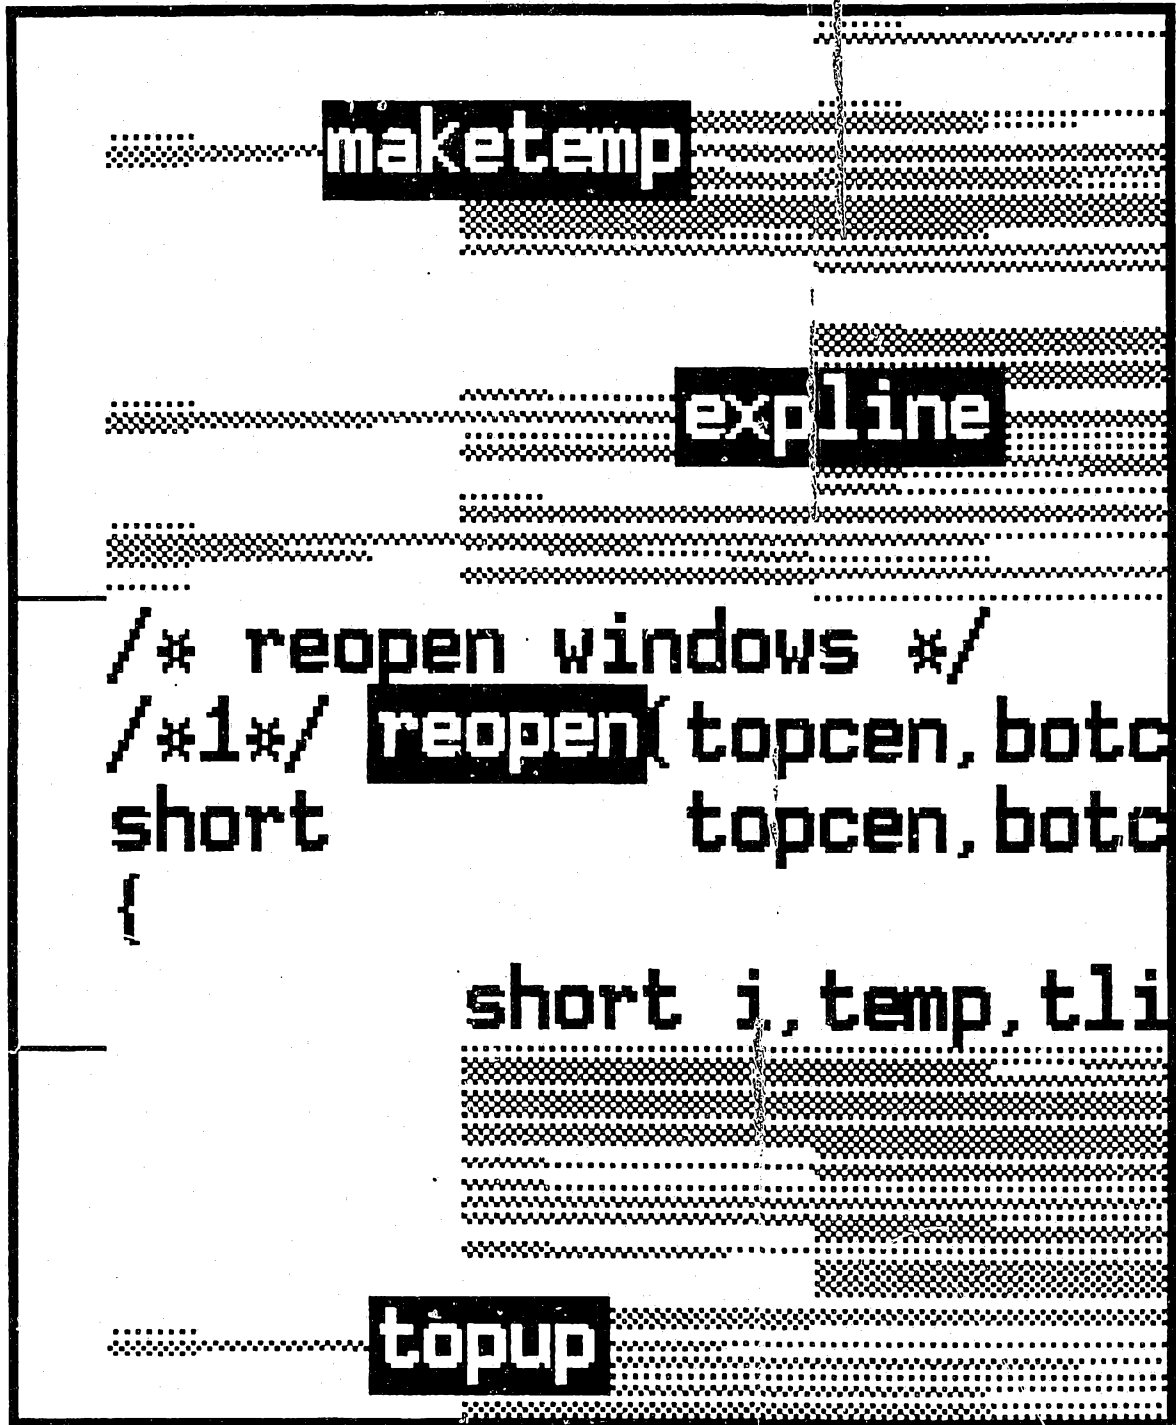 maketemp
expline
/* reopen windows */
/*1*/ reopen(topcen,botc
short topcen,botc
{
short i,temp,tli
topup